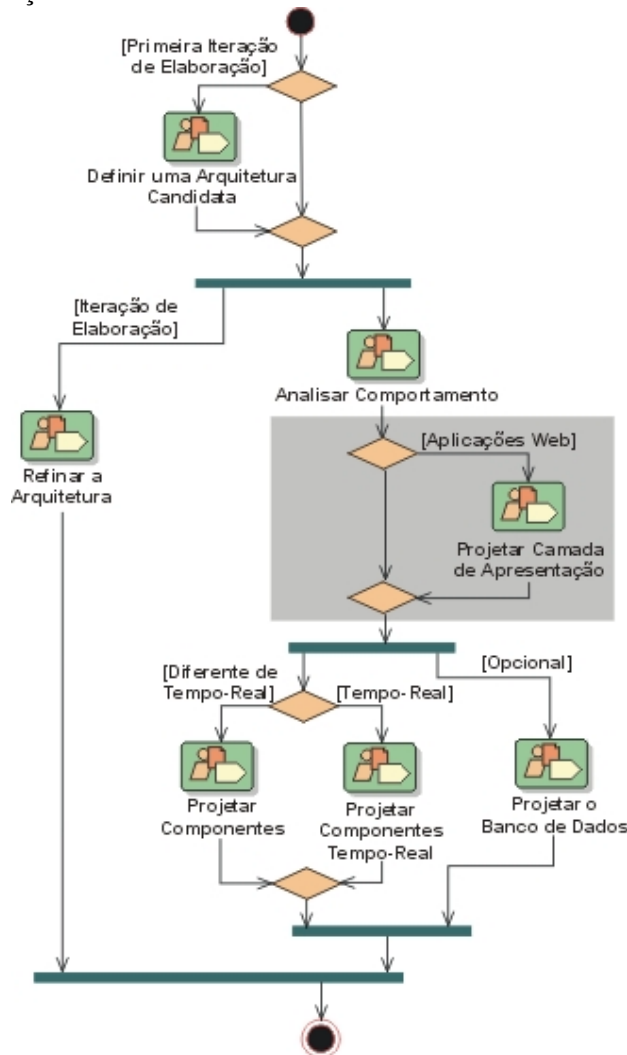 [Primeira Iteração
de Elaboração]
Definir uma Arquitetura
Candidata
[Iteração de
Elaboração]
Analisar Comportamento
[Aplicações Web]
Refinar a
Arquitetura
Projetar Camada
de Apresentação
[Diferente de
Tempo-Real]
[Tempo-Real]
[Opcional]
Projetar
Componentes
Projetar
Componentes
Tempo-Real
Projetar o
Banco de Dados